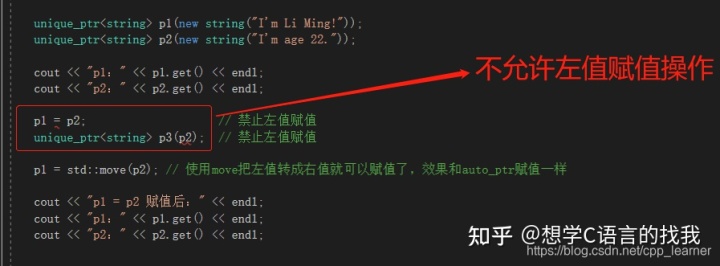 unique_ptr<string> p1(new string("I'm Li Ming!"));
unique_ptr<string> p2(new string("I'm age 22."));
cout << "p1：" << p1.get() << endl;
cout << "p2：" << p2.get() << endl;
不允许左值赋值操作
p1 = p2; // 禁止左值赋值
unique_ptr<string> p3(p2); // 禁止左值赋值
p1 = std::move(p2); // 使用move把左值转成右值就可以赋值了，效果和auto_ptr赋值一样
cout << "p1 = p2 赋值后：" << endl;
cout << "p1：" << p1.get() << endl;
cout << "p2：" << p2.get() << endl;
知乎 @想学C语言的找我
https://blog.csdn.net/cpp_learner